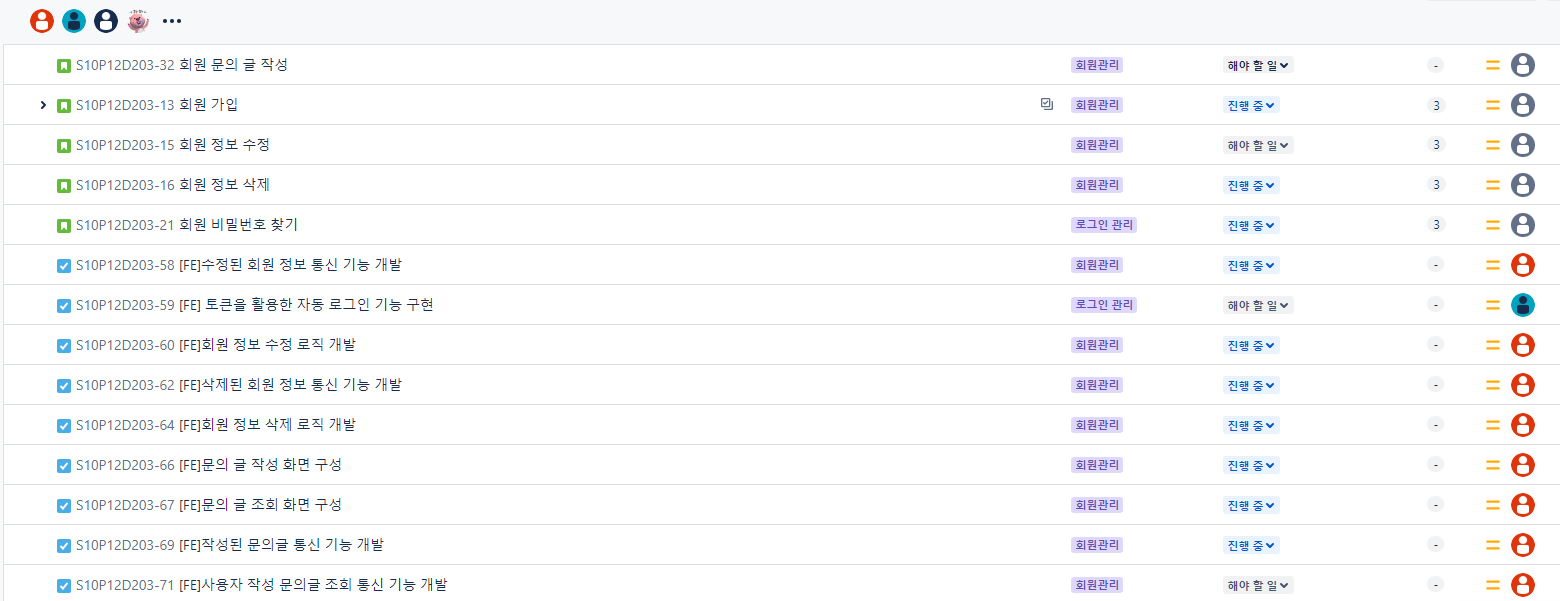 S10P12D203-32 회원 문의 글 작성 회원관리 해야 할 일 -
S10P12D203-13 회원 가입 회원관리 진행 중 3
S10P12D203-15 회원 정보 수정 회원관리 해야 할 일 3
S10P12D203-16 회원 정보 삭제 회원관리 진행 중 3
S10P12D203-21 회원 비밀번호 찾기 로그인 관리 진행 중 3
S10P12D203-58 [FE]수정된 회원 정보 통신 기능 개발 회원관리 진행 중 -
S10P12D203-59 [FE] 토큰을 활용한 자동 로그인 기능 구현 로그인 관리 해야 할 일 -
S10P12D203-60 [FE]회원 정보 수정 로직 개발 회원관리 진행 중 -
S10P12D203-62 [FE]삭제된 회원 정보 통신 기능 개발 회원관리 진행 중 -
S10P12D203-64 [FE]회원 정보 삭제 로직 개발 회원관리 진행 중 -
S10P12D203-66 [FE]문의 글 작성 화면 구성 회원관리 진행 중 -
S10P12D203-67 [FE]문의 글 조회 화면 구성 회원관리 진행 중 -
S10P12D203-69 [FE]작성된 문의글 통신 기능 개발 회원관리 진행 중 -
S10P12D203-71 [FE]사용자 작성 문의글 조회 통신 기능 개발 회원관리 해야 할 일 -